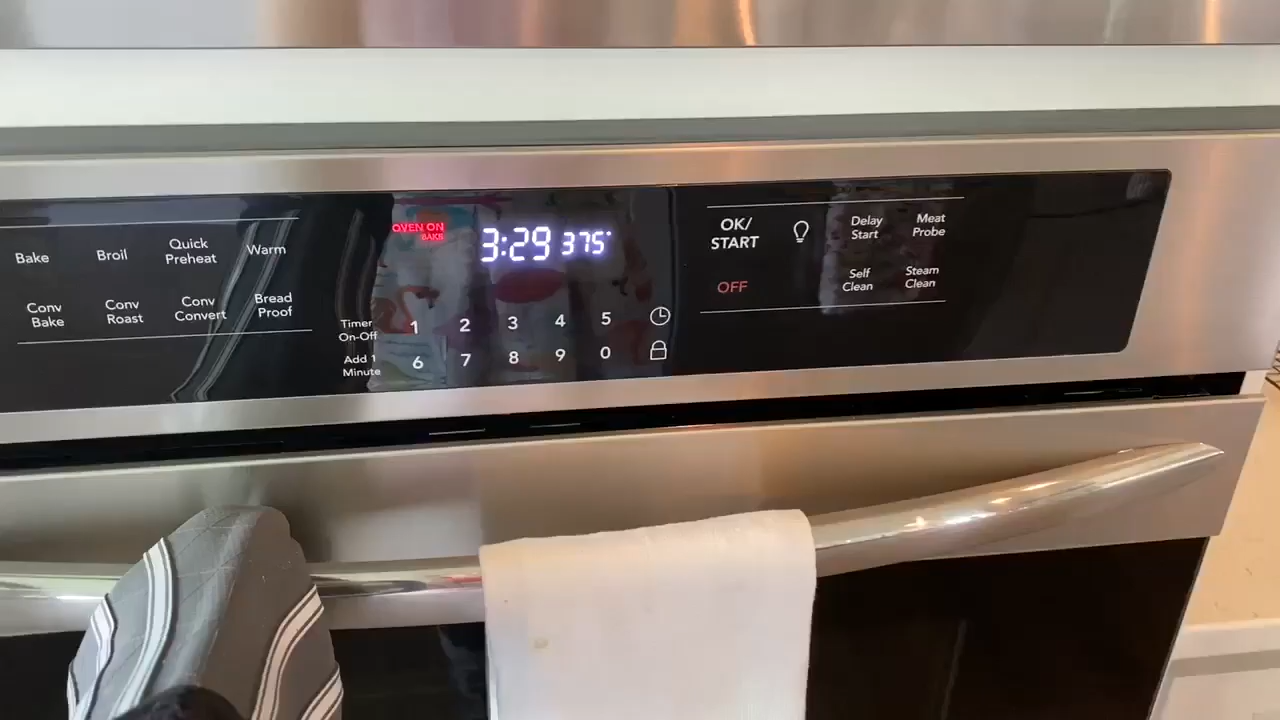 Bake
Broil
Quick
Preheat
Warm
Conv
Bake
Conv
Roast
Conv
Convert
Bread
Proof
OVEN ON
BAKE
3:29 375°
Timer
On-Off
1 2 3 4 5
Add 1
Minute
6 7 8 9 0
OK/
START
OFF
Delay
Start
Meat
Probe
Self
Clean
Steam
Clean